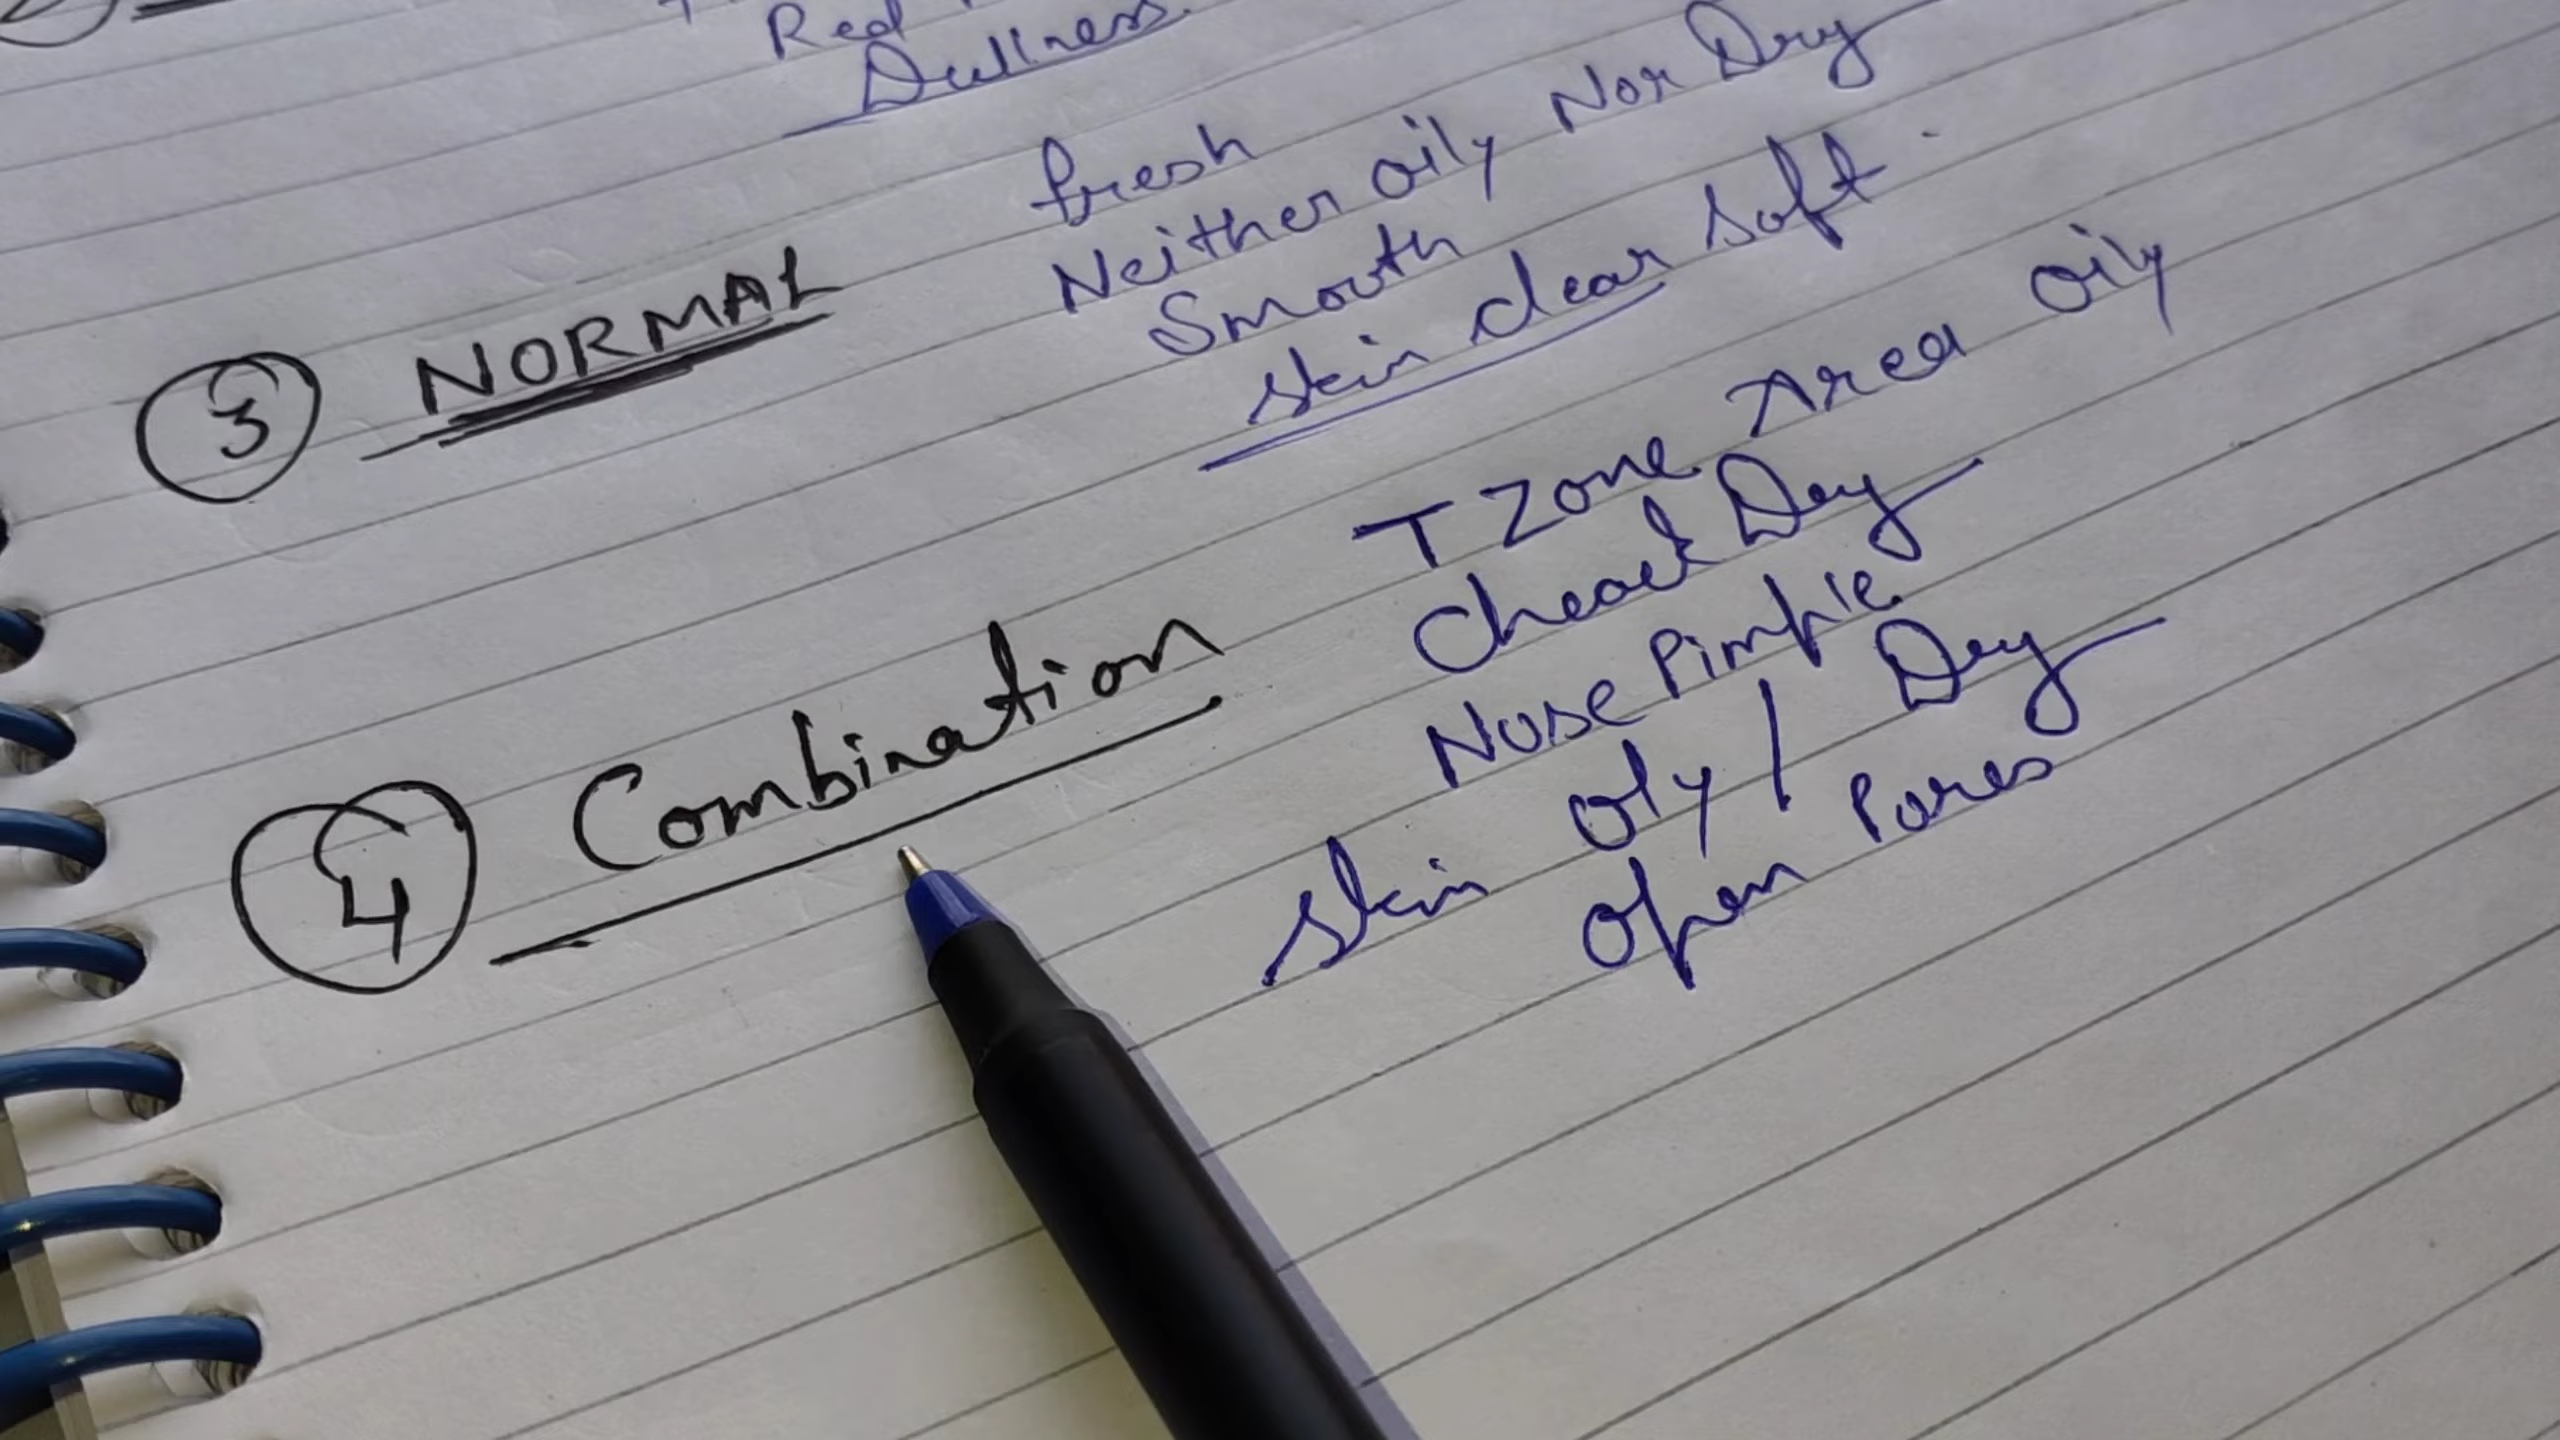 Red
Dullness.
fresh
Neither oily Nor Dry
Smooth
skin clear soft.
3 NORMAL
T Zone Area oily
Cheack Dry
Nose Pimple
4 Combination
skin oly / Dry
open Pores